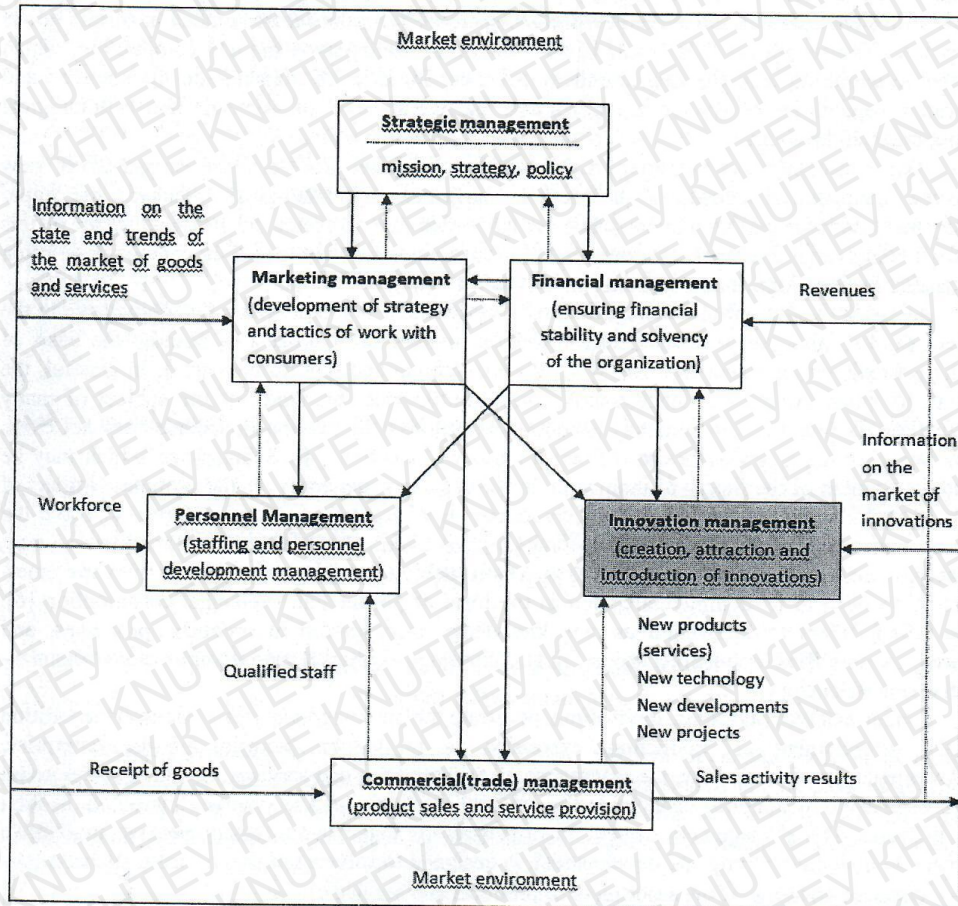 Market environment
Strategic management
mission, strategy, policy
Information on the
state and trends of
the market of goods
and services
Marketing management
(development of strategy
and tactics of work with
consumers)
Financial management
(ensuring financial
stability and solvency
of the organization)
Revenues
Information
on the
market of
innovations
Workforce
Personnel Management
(staffing and personnel
development management)
Innovation management
(creation, attraction and
introduction of innovations)
Qualified staff
New products
(services)
New technology
New developments
New projects
Receipt of goods
Commercial(trade) management
(product sales and service provision)
Sales activity results
Market environment
KNUTE KHTEY KNUTE KHTEY